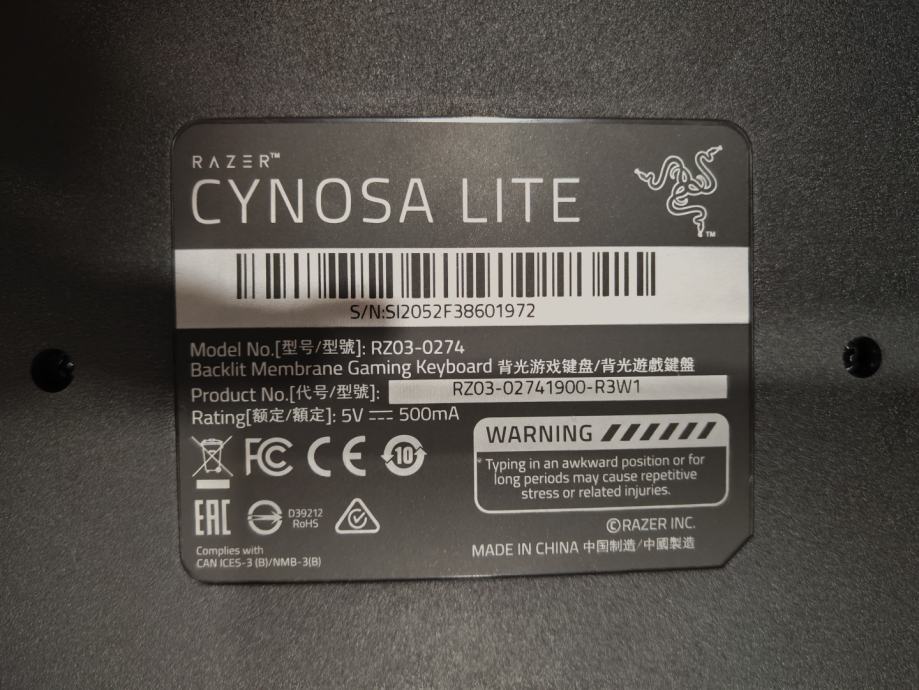 RAZER™
CYNOSA LITE
™
S/N:SI2052F38601972
Model No.[型号/型號]: RZ03-0274
Backlit Membrane Gaming Keyboard 背光游戏键盘/背光遊戲鍵盤
Product No.[代号/型號]: RZ03-02741900-R3W1
Rating[额定/額定]: 5V ⎓ 500mA
FC CE 10
WARNING
* Typing in an awkward position or for
long periods may cause repetitive
stress or related injuries.
EAC
D39212
RoHS
©RAZER INC.
MADE IN CHINA 中国制造/中國製造
Complies with
CAN ICES-3 (B)/NMB-3(B)